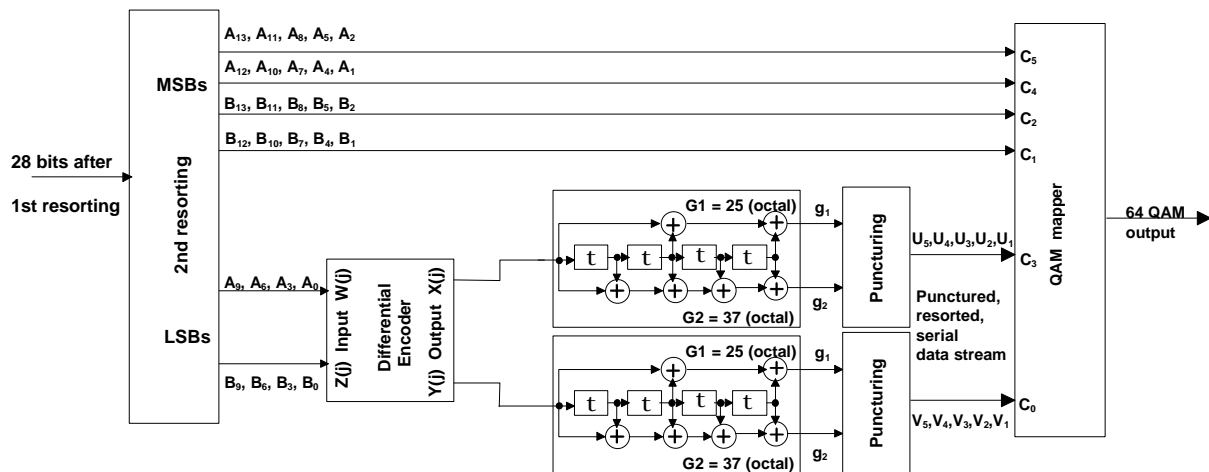 28 bits after
1st resorting
MSBs
2nd resorting
LSBs
A₁₃, A₁₁, A₈, A₅, A₂
A₁₂, A₁₀, A₇, A₄, A₁
B₁₃, B₁₁, B₈, B₅, B₂
B₁₂, B₁₀, B₇, B₄, B₁
A₉, A₆, A₃, A₀
B₉, B₆, B₃, B₀
Z(j) Input W(j)
Differential
Encoder
Y(j) Output X(j)
G1 = 25 (octal)
t t t t
G2 = 37 (octal)
g₁
g₂
Puncturing
G1 = 25 (octal)
t t t t
G2 = 37 (octal)
g₁
g₂
Puncturing
U₅,U₄,U₃,U₂,U₁
Punctured,
resorted,
serial
data stream
V₅,V₄,V₃,V₂,V₁
C₅
C₄
C₂
C₁
C₃
C₀
QAM mapper
64 QAM
output